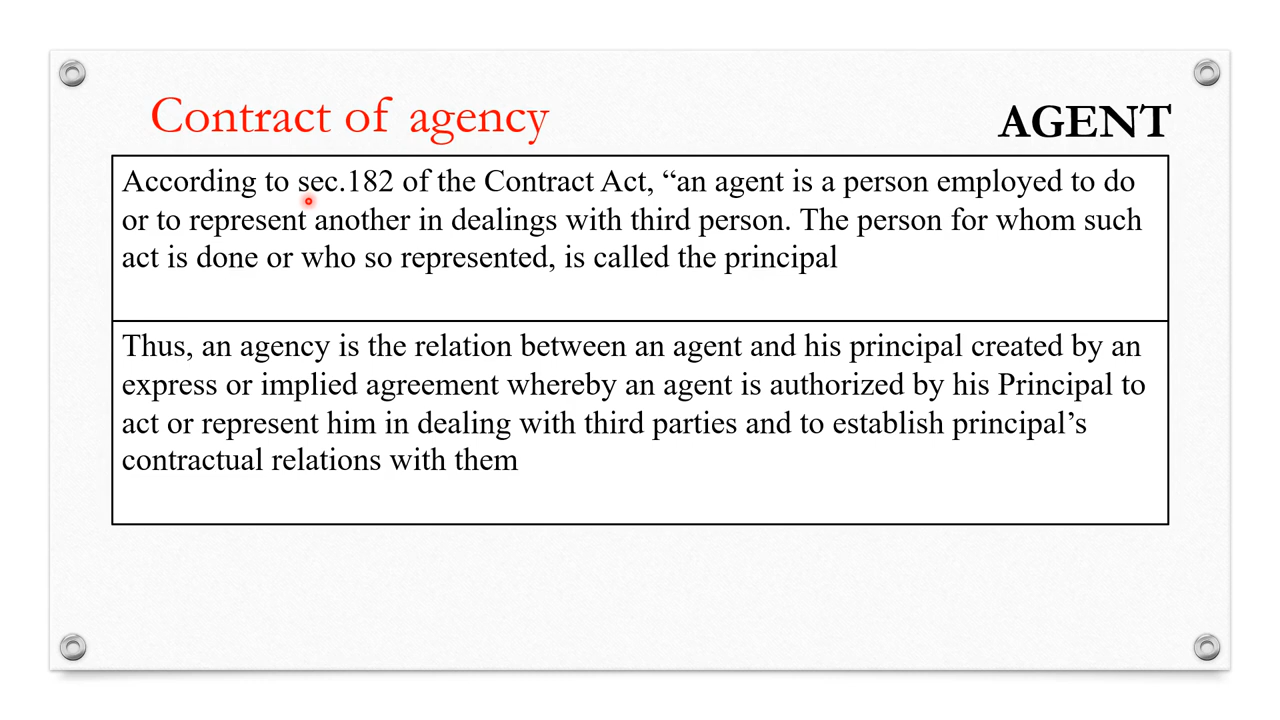 Contract of agency
AGENT
According to sec.182 of the Contract Act, “an agent is a person employed to do
or to represent another in dealings with third person. The person for whom such
act is done or who so represented, is called the principal
Thus, an agency is the relation between an agent and his principal created by an
express or implied agreement whereby an agent is authorized by his Principal to
act or represent him in dealing with third parties and to establish principal’s
contractual relations with them